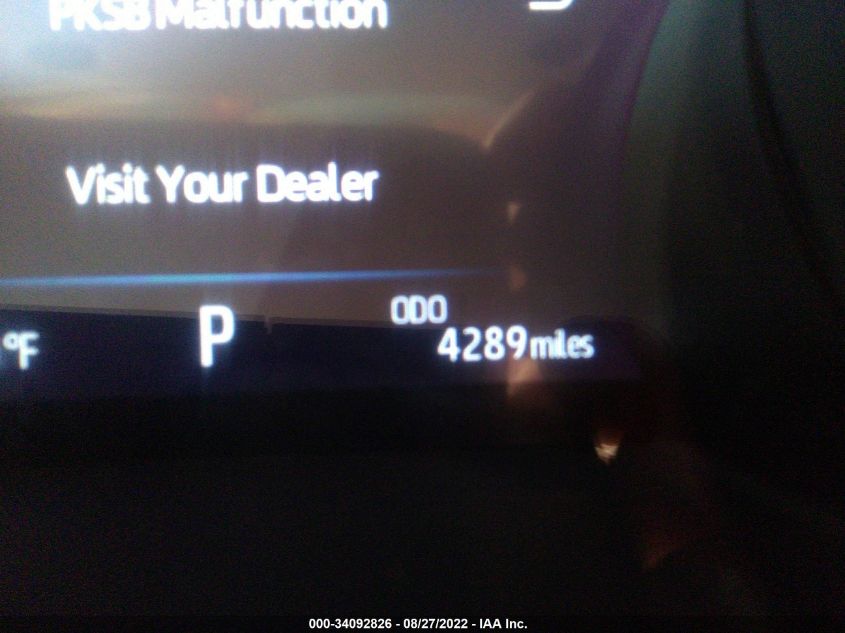 PKSB Malfunction
Visit Your Dealer
ODO
°F P 4289 miles
000-34092826 - 08/27/2022 - IAA Inc.